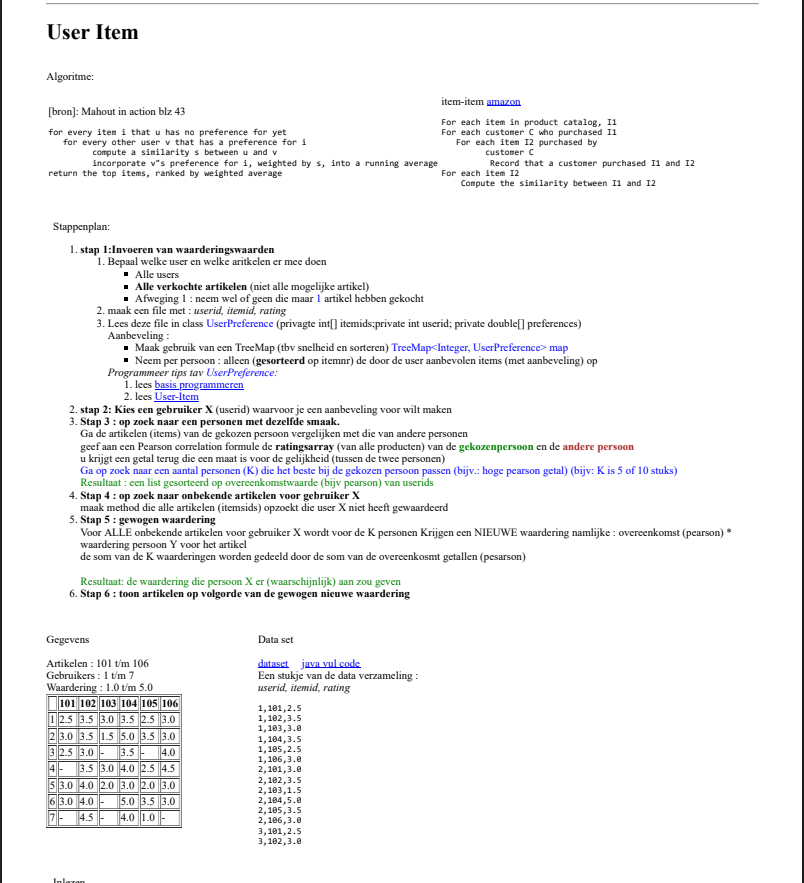 User Item
Algoritme:
[bron]: Mahout in action blz 43
for every item i that u has no preference for yet
for every other user v that has a preference for i
compute a similarity s between u and v
incorporate v"s preference for i, weighted by s, into a running average
return the top items, ranked by weighted average
item-item amazon
For each item in product catalog, I1
For each customer C who purchased I1
For each item I2 purchased by
customer C
Record that a customer purchased I1 and I2
For each item I2
Compute the similarity between I1 and I2
Stappenplan:
1. stap 1:Invoeren van waarderingswaarden
1. Bepaal welke user en welke aritkelen er mee doen
▪ Alle users
▪ Alle verkochte artikelen (niet alle mogelijke artikel)
▪ Afweging 1 : neem wel of geen die maar 1 artikel hebben gekocht
2. maak een file met : userid, itemid, rating
3. Lees deze file in class UserPreference (privagte int[] itemids;private int userid; private double[] preferences)
Aanbeveling :
▪ Maak gebruik van een TreeMap (tbv snelheid en sorteren) TreeMap<Integer, UserPreference> map
▪ Neem per persoon : alleen (gesorteerd op itemnr) de door de user aanbevolen items (met aanbeveling) op
Programmeer tips tav UserPreference:
1. lees basis programmeren
2. lees User-Item
2. stap 2: Kies een gebruiker X (userid) waarvoor je een aanbeveling voor wilt maken
3. Stap 3 : op zoek naar een personen met dezelfde smaak.
Ga de artikelen (items) van de gekozen persoon vergelijken met die van andere personen
geef aan een Pearson correlation formule de ratingsarray (van alle producten) van de gekozenpersoon en de andere persoon
u krijgt een getal terug die een maat is voor de gelijkheid (tussen de twee personen)
Ga op zoek naar een aantal personen (K) die het beste bij de gekozen persoon passen (bijv.: hoge pearson getal) (bijv: K is 5 of 10 stuks)
Resultaat : een list gesorteerd op overeenkomstwaarde (bijv pearson) van userids
4. Stap 4 : op zoek naar onbekende artikelen voor gebruiker X
maak method die alle artikelen (itemsids) opzoekt die user X niet heeft gewaardeerd
5. Stap 5 : gewogen waardering
Voor ALLE onbekende artikelen voor gebruiker X wordt voor de K personen Krijgen een NIEUWE waardering namlijke : overeenkomst (pearson) *
waardering persoon Y voor het artikel
de som van de K waarderingen worden gedeeld door de som van de overeenkosmt getallen (pesarson)
Resultaat: de waardering die persoon X er (waarschijnlijk) aan zou geven
6. Stap 6 : toon artikelen op volgorde van de gewogen nieuwe waardering
Gegevens
Artikelen : 101 t/m 106
Gebruikers : 1 t/m 7
Waardering : 1.0 t/m 5.0
101 102 103 104 105 106
1 2.5 3.5 3.0 3.5 2.5 3.0
2 3.0 3.5 1.5 5.0 3.5 3.0
3 2.5 3.0 - 3.5 - 4.0
4 - 3.5 3.0 4.0 2.5 4.5
5 3.0 4.0 2.0 3.0 2.0 3.0
6 3.0 4.0 - 5.0 3.5 3.0
7 - 4.5 - 4.0 1.0 -
Data set
dataset java vul code
Een stukje van de data verzameling :
userid, itemid, rating
1,101,2.5
1,102,3.5
1,103,3.0
1,104,3.5
1,105,2.5
1,106,3.0
2,101,3.0
2,102,3.5
2,103,1.5
2,104,5.0
2,105,3.5
2,106,3.0
3,101,2.5
3,102,3.0
Inlezen